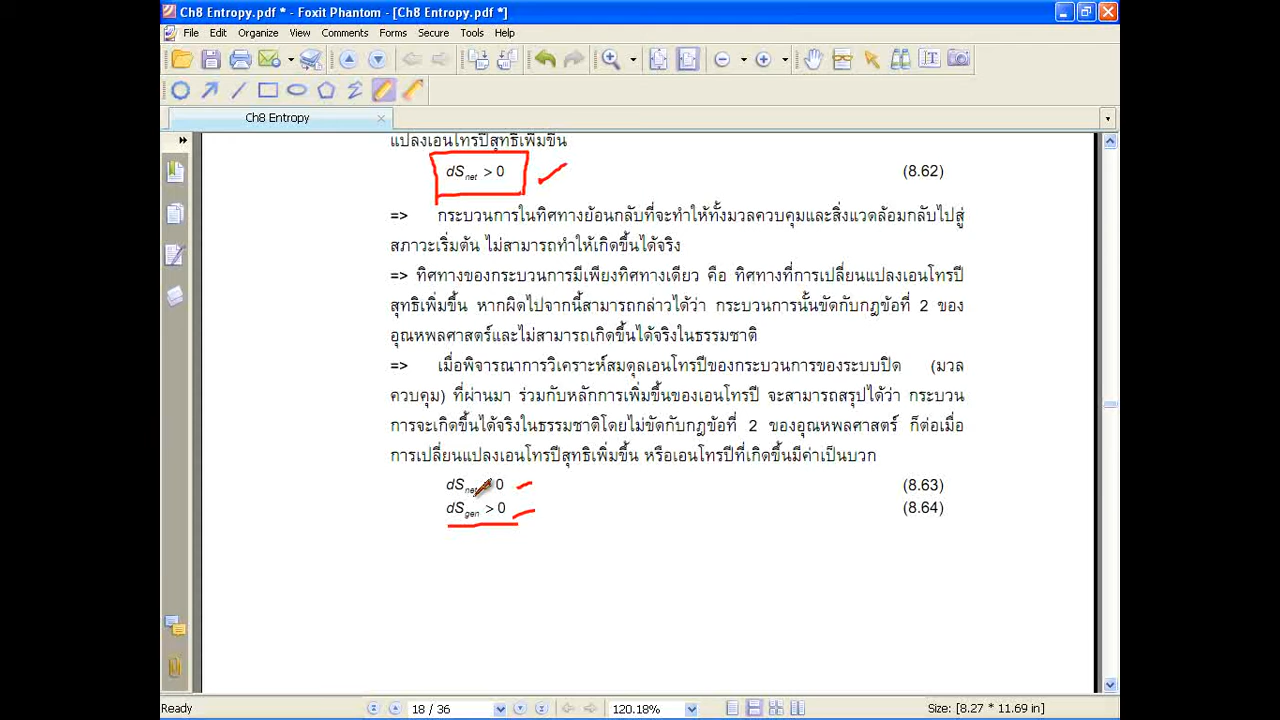 Ch8 Entropy.pdf * - Foxit Phantom - [Ch8 Entropy.pdf *]
File Edit Organize View Comments Forms Secure Tools Help
Ch8 Entropy
แปลงเอนโทรปีสุทธิเพิ่มขึ้น
dSnet > 0 (8.62)
=> กระบวนการในทิศทางย้อนกลับที่จะทำให้ทั้งมวลควบคุมและสิ่งแวดล้อมกลับไปสู่
สภาวะเริ่มต้น ไม่สามารถทำให้เกิดขึ้นได้จริง
=> ทิศทางของกระบวนการมีเพียงทิศทางเดียว คือ ทิศทางที่การเปลี่ยนแปลงเอนโทรปี
สุทธิเพิ่มขึ้น หากผิดไปจากนี้สามารถกล่าวได้ว่า กระบวนการนั้นขัดกับกฎข้อที่ 2 ของ
อุณหพลศาสตร์และไม่สามารถเกิดขึ้นได้จริงในธรรมชาติ
=> เมื่อพิจารณาการวิเคราะห์สมดุลเอนโทรปีของกระบวนการของระบบปิด (มวล
ควบคุม) ที่ผ่านมา ร่วมกับหลักการเพิ่มขึ้นของเอนโทรปี จะสามารถสรุปได้ว่า กระบวน
การจะเกิดขึ้นได้จริงในธรรมชาติโดยไม่ขัดกับกฎข้อที่ 2 ของอุณหพลศาสตร์ ก็ต่อเมื่อ
การเปลี่ยนแปลงเอนโทรปีสุทธิเพิ่มขึ้น หรือเอนโทรปีที่เกิดขึ้นมีค่าเป็นบวก
dSnet 0 (8.63)
dSgen > 0 (8.64)
Ready 18 / 36 120.18% Size: [8.27 * 11.69 in]